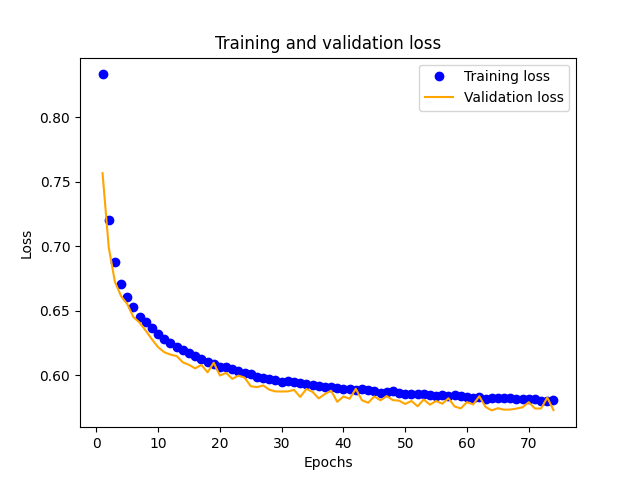 Training and validation loss
Training loss
Validation loss
0.80
0.75
0.70
0.65
0.60
Loss
0 10 20 30 40 50 60 70
Epochs